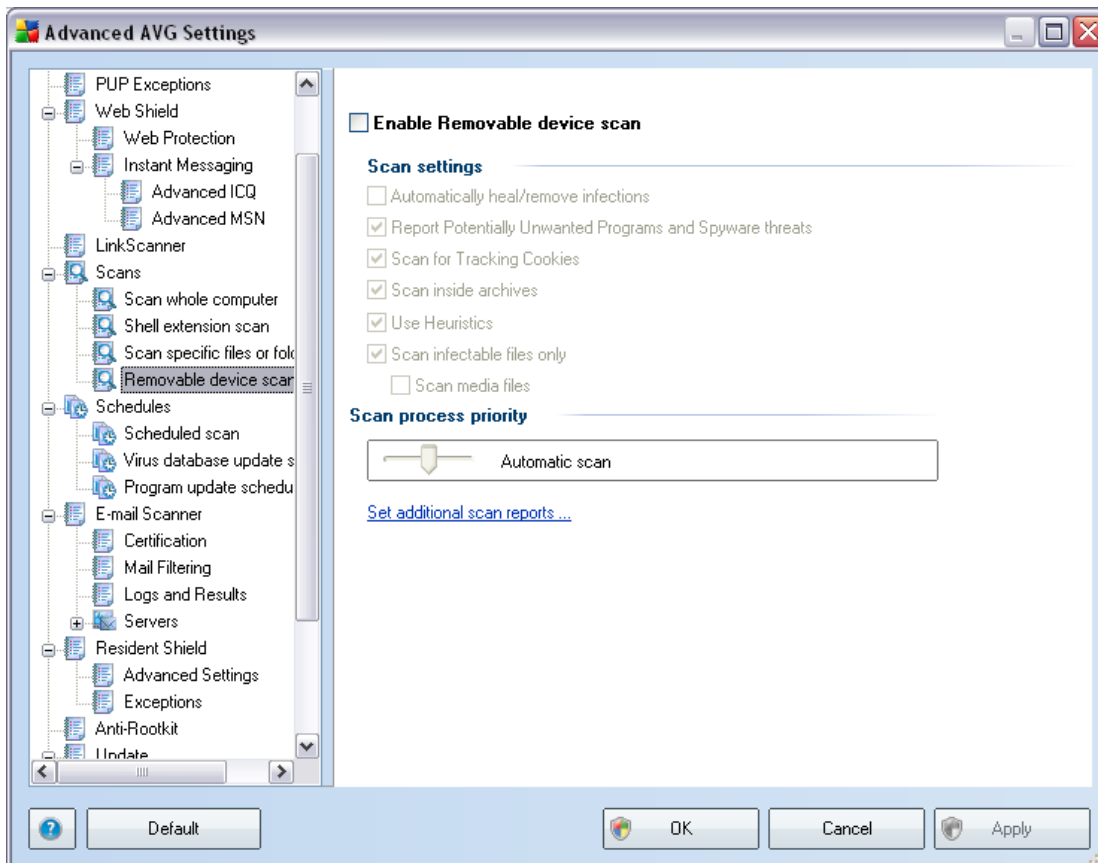 Advanced AVG Settings
PUP Exceptions
Web Shield
Web Protection
Instant Messaging
Advanced ICQ
Advanced MSN
LinkScanner
Scans
Scan whole computer
Shell extension scan
Scan specific files or fold
Removable device scan
Schedules
Scheduled scan
Virus database update s
Program update schedu
E-mail Scanner
Certification
Mail Filtering
Logs and Results
Servers
Resident Shield
Advanced Settings
Exceptions
Anti-Rootkit
Update
Enable Removable device scan
Scan settings
Automatically heal/remove infections
Report Potentially Unwanted Programs and Spyware threats
Scan for Tracking Cookies
Scan inside archives
Use Heuristics
Scan infectable files only
Scan media files
Scan process priority
Automatic scan
Set additional scan reports ...
Default
OK
Cancel
Apply